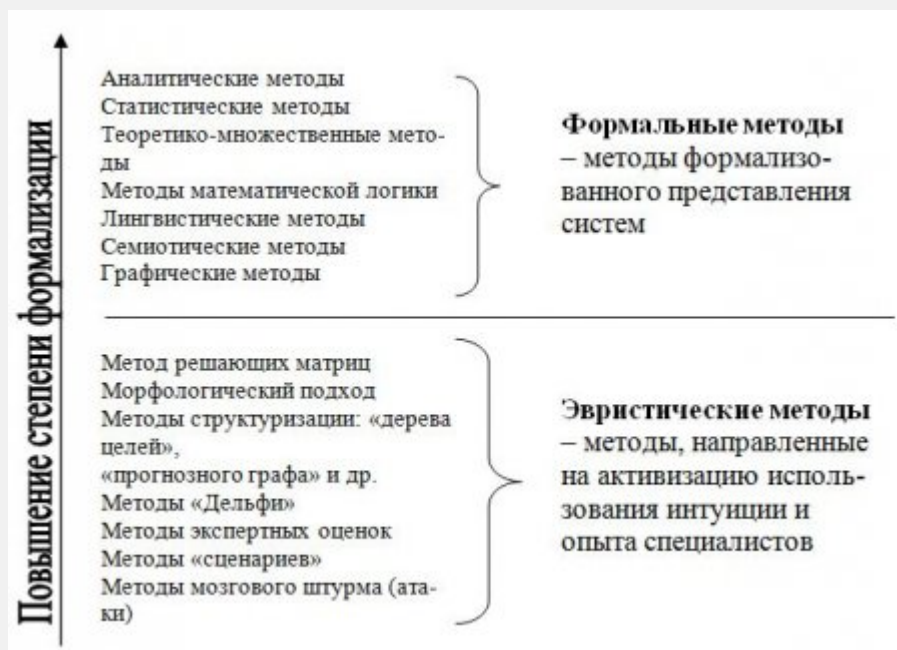 Повышение степени формализации
Аналитические методы
Статистические методы
Теоретико-множественные мето-
ды
Методы математической логики
Лингвистические методы
Семиотические методы
Графические методы
Формальные методы
– методы формализо-
ванного представления
систем
Метод решающих матриц
Морфологический подход
Методы структуризации: «дерева
целей»,
«прогнозного графа» и др.
Методы «Дельфи»
Методы экспертных оценок
Методы «сценариев»
Методы мозгового штурма (ата-
ки)
Эвристические методы
– методы, направленные
на активизацию исполь-
зования интуиции и
опыта специалистов